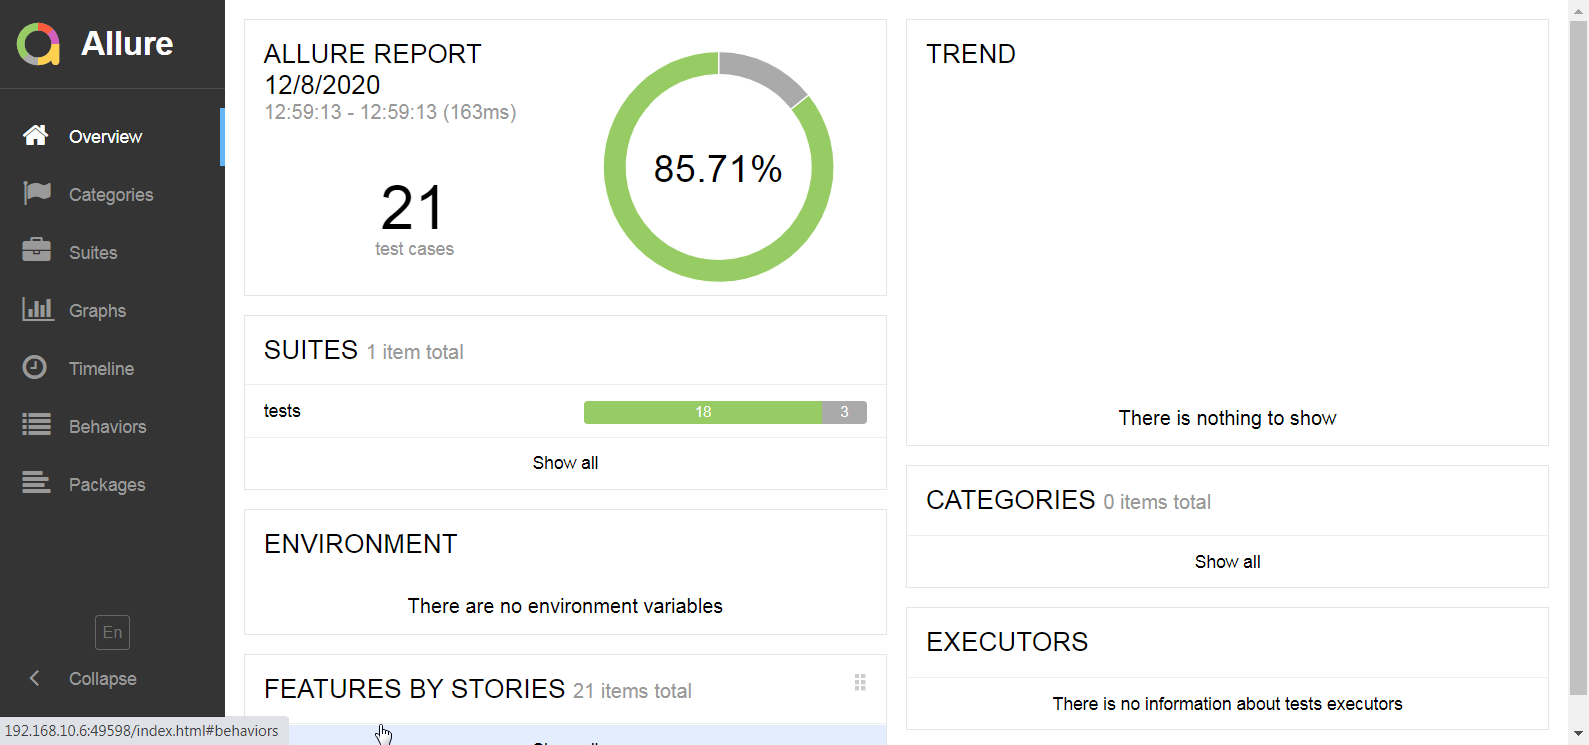 Allure
Overview
Categories
Suites
Graphs
Timeline
Behaviors
Packages
En
Collapse
192.168.10.6:49598/index.html#behaviors
ALLURE REPORT
12/8/2020
12:59:13 - 12:59:13 (163ms)
21
test cases
85.71%
SUITES 1 item total
tests 18 3
Show all
ENVIRONMENT
There are no environment variables
FEATURES BY STORIES 21 items total
TREND
There is nothing to show
CATEGORIES 0 items total
Show all
EXECUTORS
There is no information about tests executors